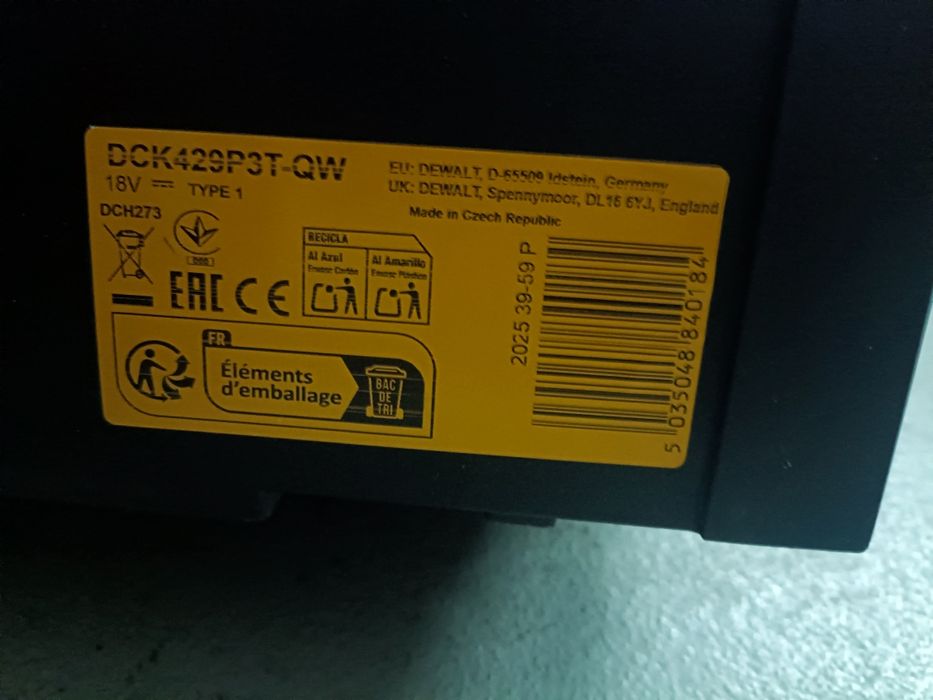 DCK429P3T-QW
18V TYPE 1
DCH273
EU: DEWALT, D-65509 Idstein, Germany
UK: DEWALT, Spennymoor, DL16 6YJ, England
Made in Czech Republic
RECICLA
Al Azul
Envase Cartón
Al Amarillo
Envase Plástico
EAC CE
FR
Éléments
d'emballage
BAC
DE
TRI
2025 39-59 P
5 035048 840184